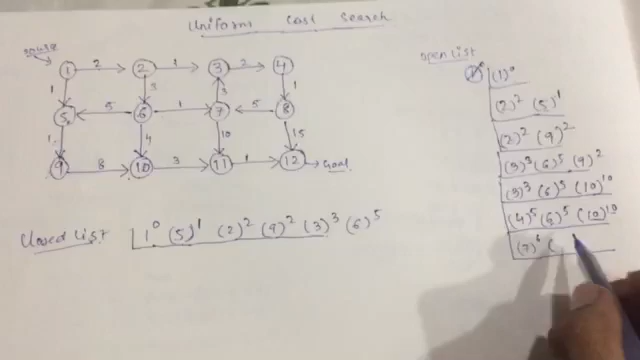 Uniform Cost Search
source
1 2 2 1 3 2 4
1 3 3 1
5 5 6 1 7 5 8
1 4 10 15
9 8 10 3 11 1 12 Goal
Closed List 1⁰ (5)¹ (2)² (9)² (3)³ (6)⁵
open List
(1)⁰
(2)² (5)¹
(2)² (9)²
(3)³ (6)⁵ (9)²
(3)³ (6)⁵ (10)¹⁰
(4)⁵ (6)⁵ (10)¹⁰
(7)⁶ (